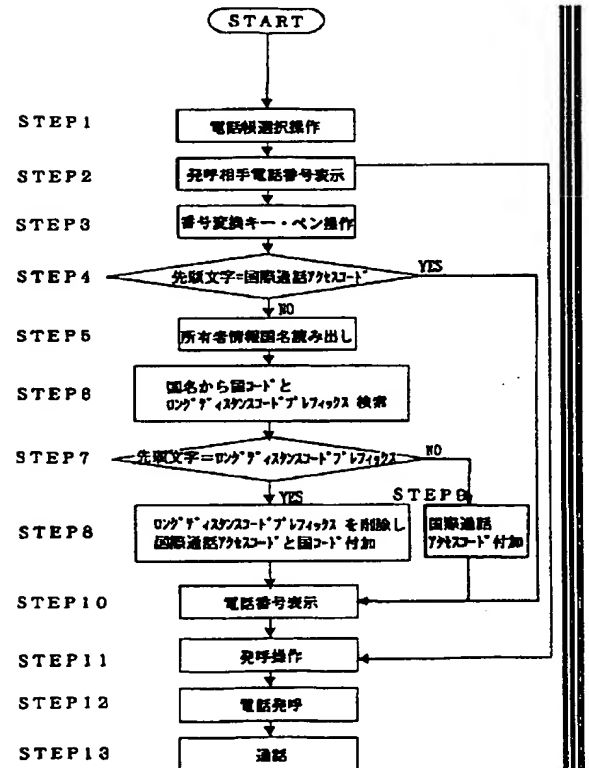 START
STEP1
電話帳選択操作
STEP2
発呼相手電話番号表示
STEP3
番号変換キー・ペン操作
STEP4
先頭文字=国際通話アクセスコード
YES
NO
STEP5
所有者情報国名読み出し
STEP6
国名から国コードと
ロングディスタンスコードプレフィックス 検索
STEP7
先頭文字=ロングディスタンスコードプレフィックス
NO
YES
STEP9
STEP8
ロングディスタンスコードプレフィックス を削除し
国際通話アクセスコードと国コード付加
国際通話
アクセスコード付加
STEP10
電話番号表示
STEP11
発呼操作
STEP12
電話発呼
STEP13
通話